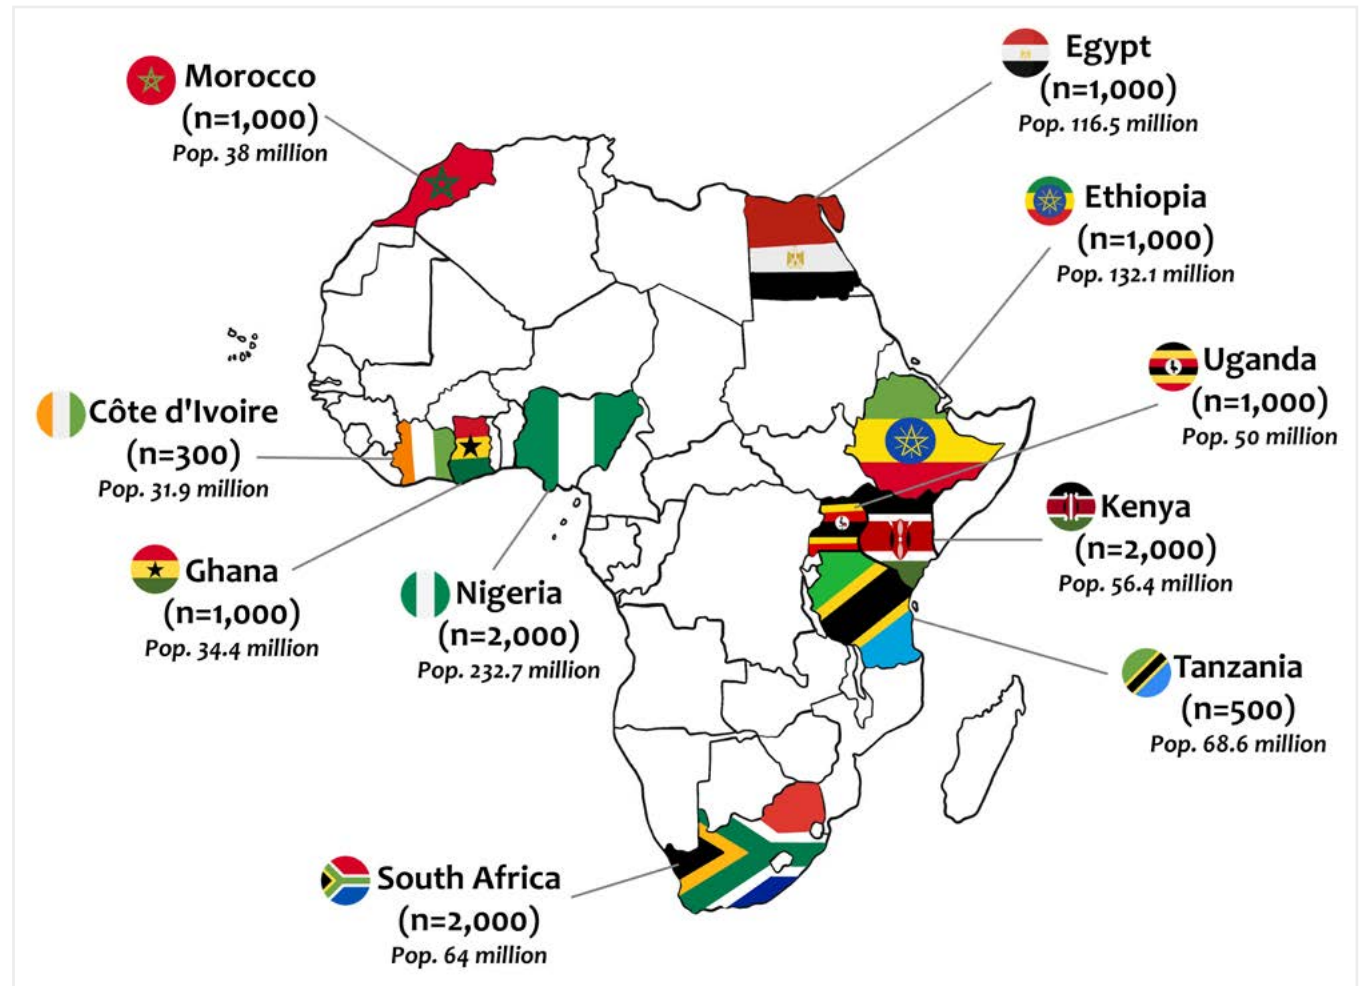 Morocco
(n=1,000)
Pop. 38 million
Egypt
(n=1,000)
Pop. 116.5 million
Ethiopia
(n=1,000)
Pop. 132.1 million
Uganda
(n=1,000)
Pop. 50 million
Côte d'Ivoire
(n=300)
Pop. 31.9 million
Kenya
(n=2,000)
Pop. 56.4 million
Ghana
(n=1,000)
Pop. 34.4 million
Nigeria
(n=2,000)
Pop. 232.7 million
Tanzania
(n=500)
Pop. 68.6 million
South Africa
(n=2,000)
Pop. 64 million